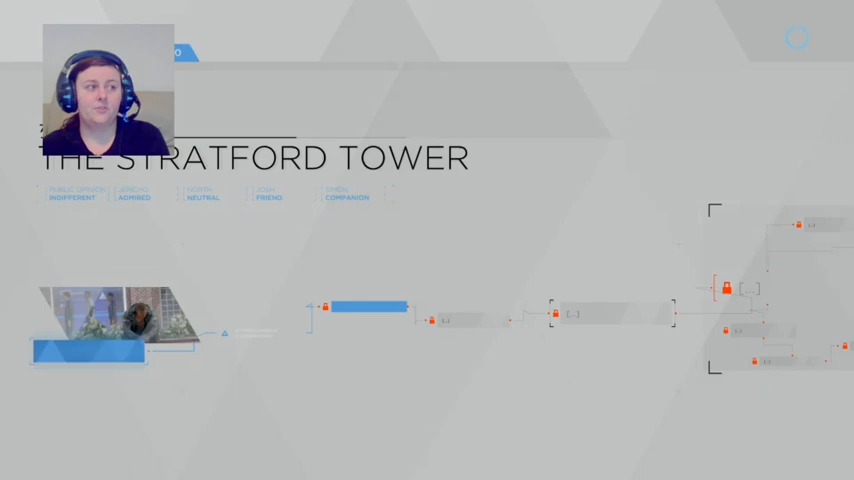 THE STRATFORD TOWER
PUBLIC OPINION JERICHO NORTH JOSH SIMON
INDIFFERENT ADMIRED NEUTRAL FRIEND COMPANION
[...]
[...]
[...]
[...]
[...]
[...]